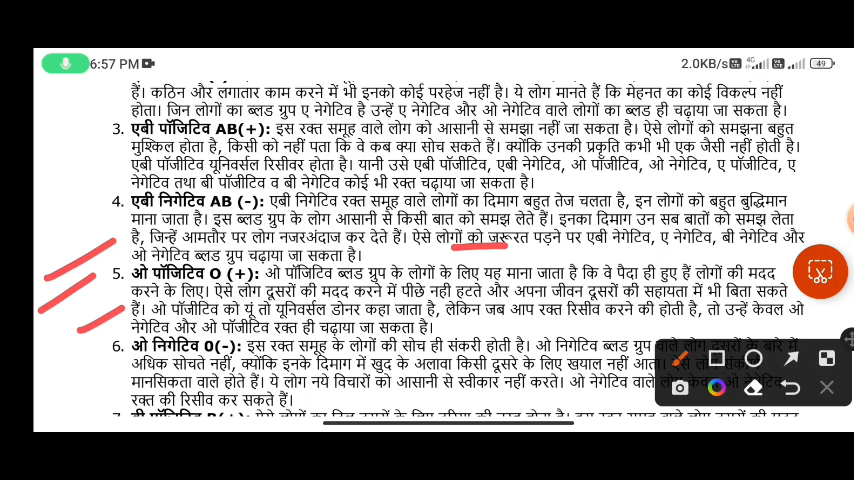 6:57 PM
2.0KB/s 4G 49
हैं। कठिन और लगातार काम करने में भी इनको कोई परहेज नहीं है। ये लोग मानते हैं कि मेहनत का कोई विकल्प नहीं
होता। जिन लोगों का ब्लड ग्रुप ए नेगेटिव है उन्हें ए नेगेटिव और ओ नेगेटिव वाले लोगों का ब्लड ही चढ़ाया जा सकता है।
3. एबी पॉजिटिव AB(+): इस रक्त समूह वाले लोग को आसानी से समझा नहीं जा सकता है। ऐसे लोगों को समझना बहुत
मुश्किल होता है, किसी को नहीं पता कि वे कब क्या सोच सकते हैं। क्योंकि उनकी प्रकृति कभी भी एक जैसी नहीं होती है।
एबी पॉजीटिव यूनिवर्सल रिसीवर होता है। यानी उसे एबी पॉजीटिव, एबी नेगेटिव, ओ पॉजीटिव, ओ नेगेटिव, ए पॉजीटिव, ए
नेगेटिव तथा बी पॉजीटिव व बी नेगेटिव कोई भी रक्त चढ़ाया जा सकता है।
4. एबी निगेटिव AB (-): एबी निगेटिव रक्त समूह वाले लोगों का दिमाग बहुत तेज चलता है, इन लोगों को बहुत बुद्धिमान
माना जाता है। इस ब्लड ग्रुप के लोग आसानी से किसी बात को समझ लेते हैं। इनका दिमाग उन सब बातों को समझ लेता
है, जिन्हें आमतौर पर लोग नजरअंदाज कर देते हैं। ऐसे लोगों को जरूरत पड़ने पर एबी नेगेटिव, ए नेगेटिव, बी नेगेटिव और
ओ नेगेटिव ब्लड ग्रुप चढ़ाया जा सकता है।
5. ओ पॉजिटिव O (+): ओ पॉजिटिव ब्लड ग्रुप के लोगों के लिए यह माना जाता है कि वे पैदा ही हुए हैं लोगों की मदद
करने के लिए। ऐसे लोग दूसरों की मदद करने में पीछे नही हटते और अपना जीवन दूसरों की सहायता में भी बिता सकते
हैं। ओ पॉजीटिव को यूं तो यूनिवर्सल डोनर कहा जाता है, लेकिन जब आप रक्त रिसीव करने की होती है, तो उन्हें केवल ओ
नेगेटिव और ओ पॉजीटिव रक्त ही चढ़ाया जा सकता है।
6. ओ निगेटिव 0(-): इस रक्त समूह के लोगों की सोच ही संकरी होती है। ओ निगेटिव ब्लड ग्रुप वाले लोग दूसरों के बारे में
अधिक सोचते नहीं, क्योंकि इनके दिमाग में खुद के अलावा किसी दूसरे के लिए खयाल नहीं आता। ऐसे लोग
मानसिकता वाले होते हैं। ये लोग नये विचारों को आसानी से स्वीकार नहीं करते। ओ नेगेटिव वाले लोग केवल ओ नेगेटिव
रक्त की रिसीव कर सकते हैं।